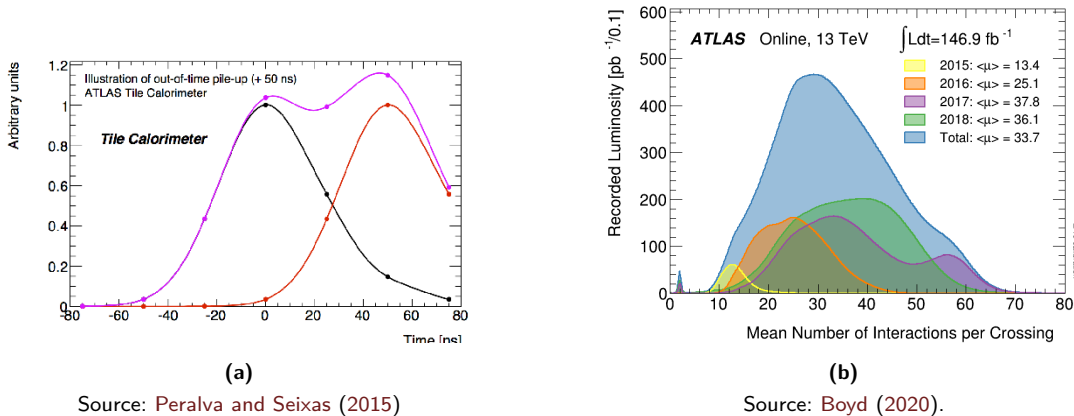 Arbitrary units
Illustration of out-of-time pile-up (+ 50 ns)
ATLAS Tile Calorimeter
Tile Calorimeter
1.4
1.2
1
0.8
0.6
0.4
0.2
0
-80 -60 -40 -20 0 20 40 60 80
Time [ns]
(a)
Source: Peralva and Seixas (2015)
Recorded Luminosity [pb⁻¹/0.1]
600
500
400
300
200
100
0
ATLAS Online, 13 TeV ∫Ldt=146.9 fb⁻¹
2015: <μ> = 13.4
2016: <μ> = 25.1
2017: <μ> = 37.8
2018: <μ> = 36.1
Total: <μ> = 33.7
0 10 20 30 40 50 60 70 80
Mean Number of Interactions per Crossing
(b)
Source: Boyd (2020).